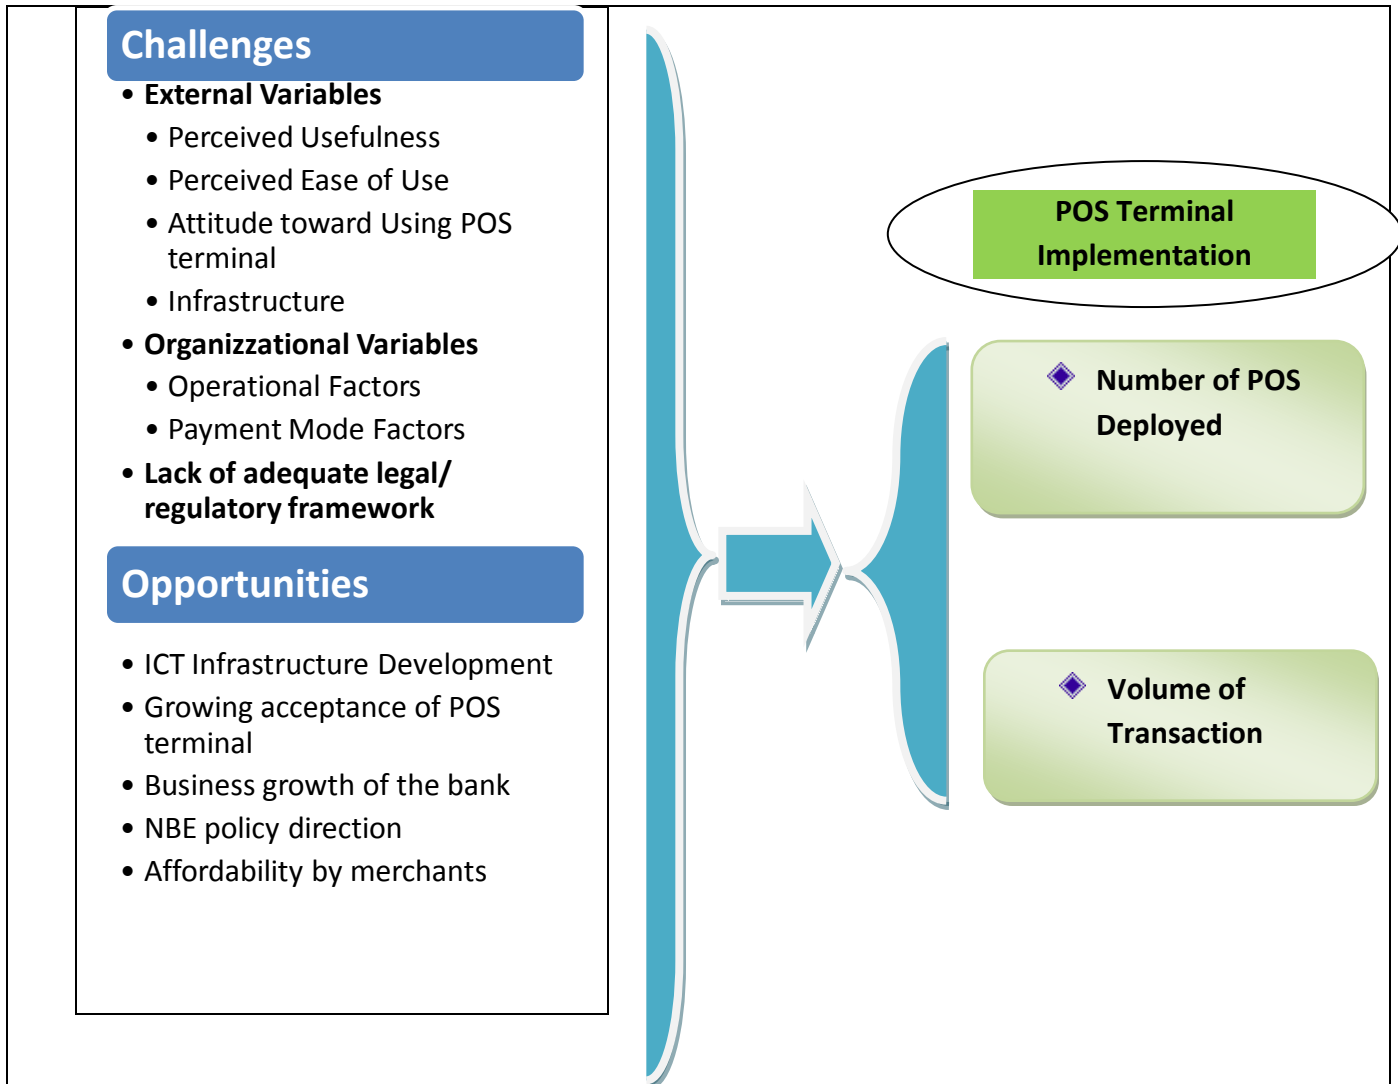 Challenges
• External Variables
• Perceived Usefulness
• Perceived Ease of Use
• Attitude toward Using POS
terminal
• Infrastructure
• Organizzational Variables
• Operational Factors
• Payment Mode Factors
• Lack of adequate legal/
regulatory framework
Opportunities
• ICT Infrastructure Development
• Growing acceptance of POS
terminal
• Business growth of the bank
• NBE policy direction
• Affordability by merchants
POS Terminal
Implementation
Number of POS
Deployed
Volume of
Transaction